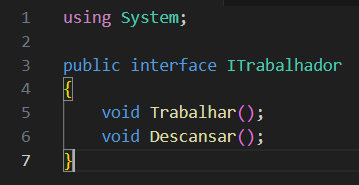 1 using System;
2
3 public interface ITrabalhador
4 {
5 void Trabalhar();
6 void Descansar();
7 }